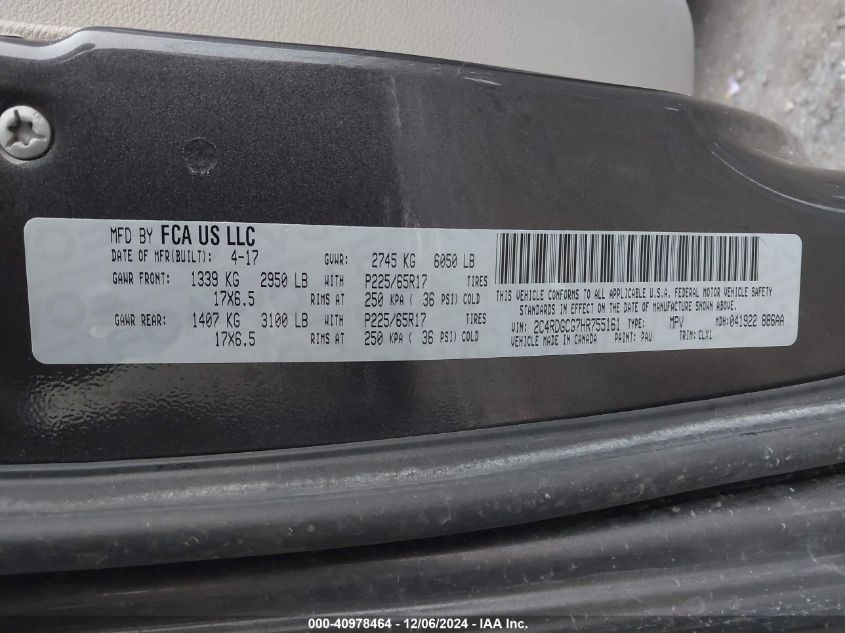 MFD BY FCA US LLC
DATE OF MFR(BUILT): 4-17 GVWR: 2745 KG 6050 LB
GAWR FRONT: 1339 KG 2950 LB WITH P225/65R17 TIRES
17X6.5 RIMS AT 250 KPA ( 36 PSI) COLD
GAWR REAR: 1407 KG 3100 LB WITH P225/65R17 TIRES
17X6.5 RIMS AT 250 KPA ( 36 PSI) COLD
THIS VEHICLE CONFORMS TO ALL APPLICABLE U.S.A. FEDERAL MOTOR VEHICLE SAFETY
STANDARDS IN EFFECT ON THE DATE OF MANUFACTURE SHOWN ABOVE.
VIN: 2C4RDGCG7HR755161 TYPE: MPV MDH:041922 886AA
VEHICLE MADE IN CANADA PAINT: PAU TRIM: CLX1
000-40978464 - 12/06/2024 - IAA Inc.